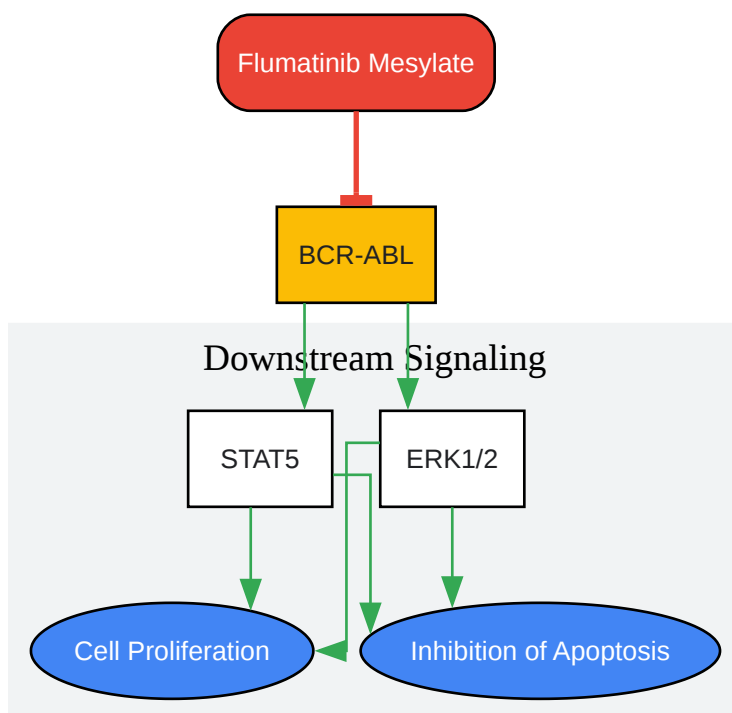 Flumatinib Mesylate
BCR-ABL
Downstream Signaling
STAT5
ERK1/2
Cell Proliferation
Inhibition of Apoptosis